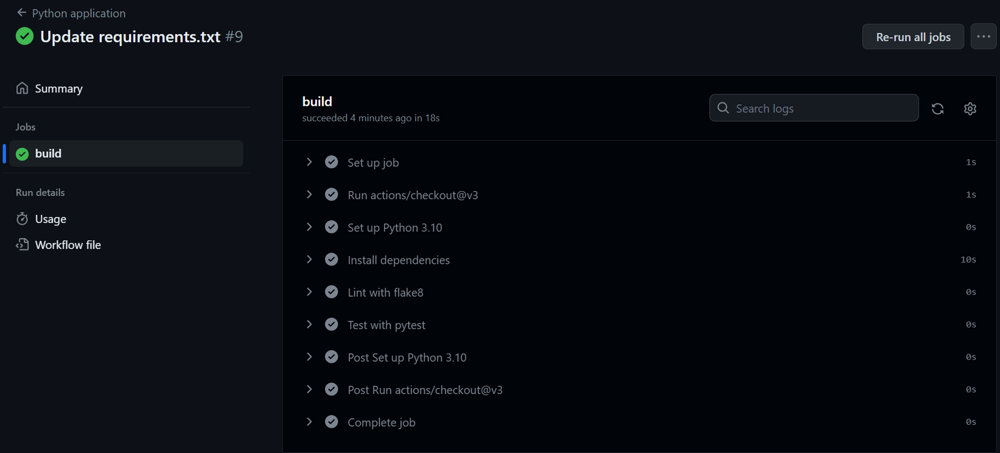 Python application
Update requirements.txt #9
Re-run all jobs
Summary
Jobs
build
Run details
Usage
Workflow file
build
succeeded 4 minutes ago in 18s
Search logs
Set up job 1s
Run actions/checkout@v3 1s
Set up Python 3.10 0s
Install dependencies 10s
Lint with flake8 0s
Test with pytest 0s
Post Set up Python 3.10 0s
Post Run actions/checkout@v3 0s
Complete job 0s